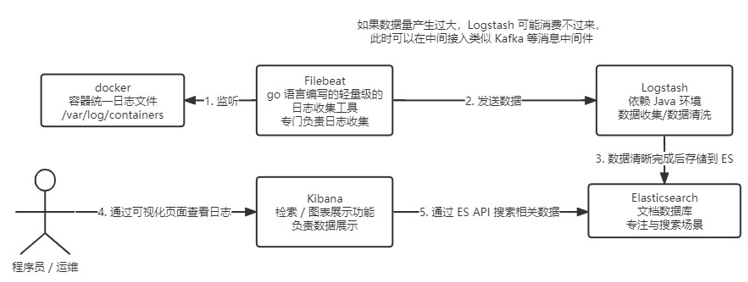 如果数据量产生过大，Logstash 可能消费不过来，
此时可以在中间接入类似 Kafka 等消息中间件
docker
容器统一日志文件
/var/log/containers
1. 监听
Filebeat
go 语言编写的轻量级的
日志收集工具
专门负责日志收集
2. 发送数据
Logstash
依赖 Java 环境
数据收集/数据清洗
3. 数据清晰完成后存储到 ES
程序员 / 运维
4. 通过可视化页面查看日志
Kibana
检索 / 图表展示功能
负责数据展示
5. 通过 ES API 搜索相关数据
Elasticsearch
文档数据库
专注与搜索场景